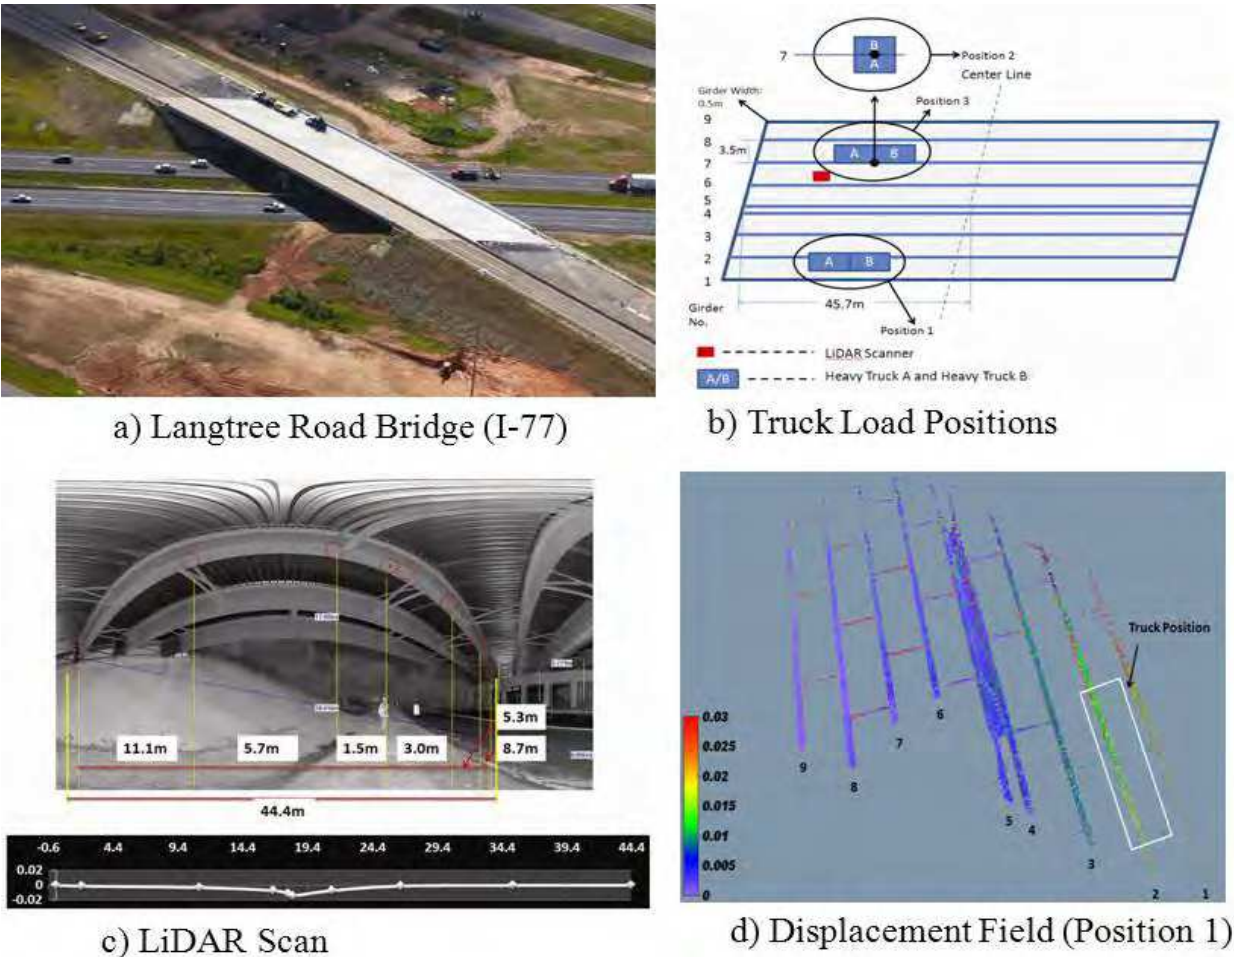 B
7
A
Position 2
Center Line
Girder Width:
0.5m
Position 3
9
8
3.5m
A B
7
6
5
4
3
2
A B
1
45.7m
Girder
No.
Position 1
LiDAR Scanner
A/B Heavy Truck A and Heavy Truck B
a) Langtree Road Bridge (I-77)
b) Truck Load Positions
5.3m
11.1m 5.7m 1.5m 3.0m 8.7m
44.4m
-0.6 4.4 9.4 14.4 19.4 24.4 29.4 34.4 39.4 44.4
0.02
0
-0.02
c) LiDAR Scan
Truck Position
0.03
0.025
0.02
0.015
0.01
0.005
0
6
7
9
8
5
4
3
2 1
d) Displacement Field (Position 1)